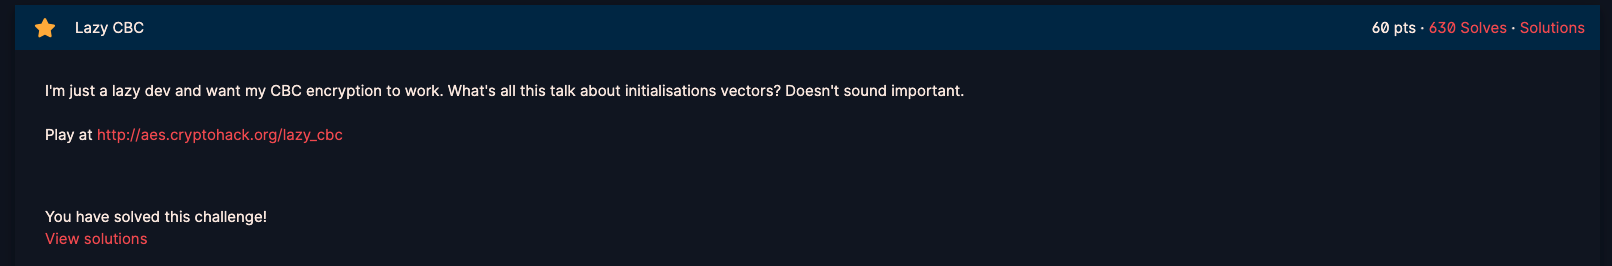 Lazy CBC 60 pts · 630 Solves · Solutions
I'm just a lazy dev and want my CBC encryption to work. What's all this talk about initialisations vectors? Doesn't sound important.
Play at http://aes.cryptohack.org/lazy_cbc
You have solved this challenge!
View solutions